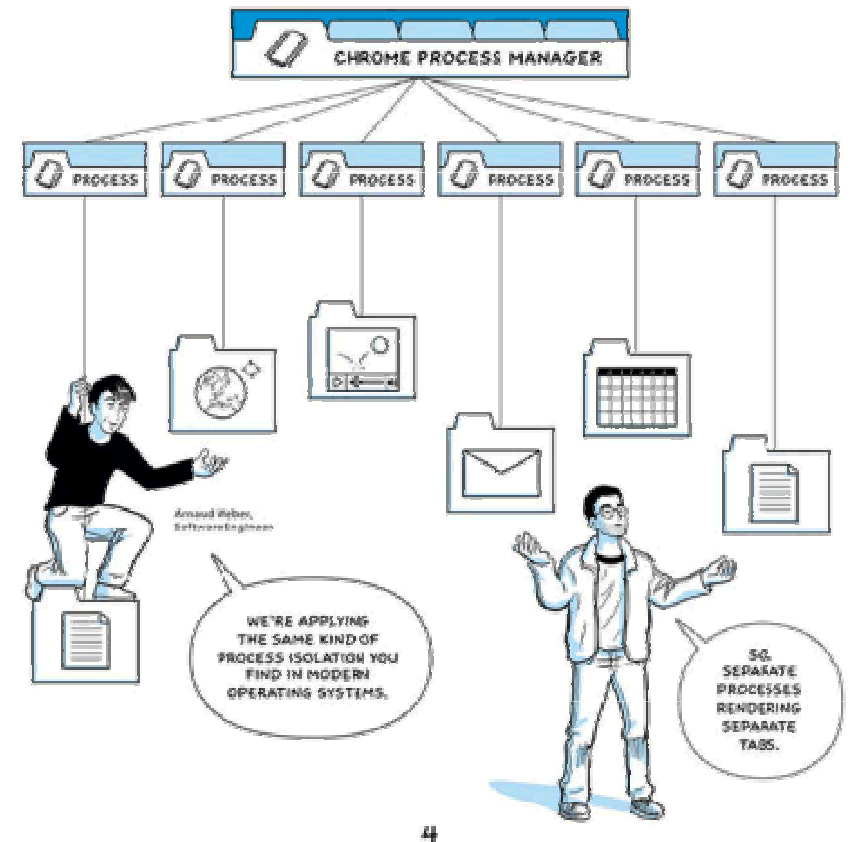 CHROME PROCESS MANAGER
PROCESS
PROCESS
PROCESS
PROCESS
PROCESS
PROCESS
Arnaud Weber,
Software Engineer
WE'RE APPLYING
THE SAME KIND OF
PROCESS ISOLATION YOU
FIND IN MODERN
OPERATING SYSTEMS.
SO,
SEPARATE
PROCESSES
RENDERING
SEPARATE
TABS.
4